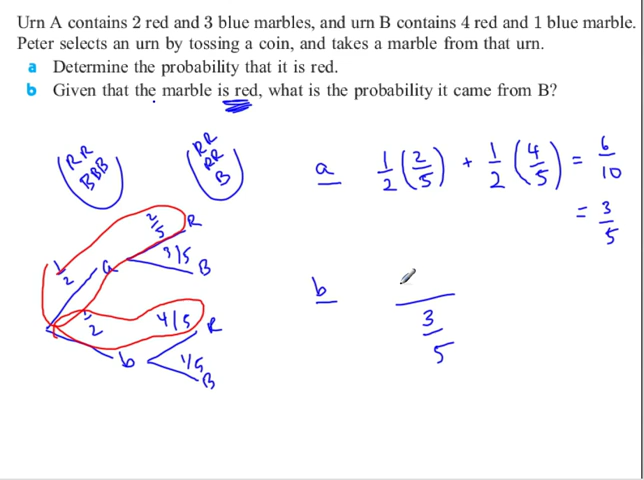 Urn A contains 2 red and 3 blue marbles, and urn B contains 4 red and 1 blue marble.
Peter selects an urn by tossing a coin, and takes a marble from that urn.
a Determine the probability that it is red.
b Given that the marble is red, what is the probability it came from B?
RR
BBB
RR
RR
B
a 1/2 (2/5) + 1/2 (4/5) = 6/10
= 3/5
2/5 R
1/2 a 3/5 B
b
3/5
1/2 4/5 R
b 1/5 B